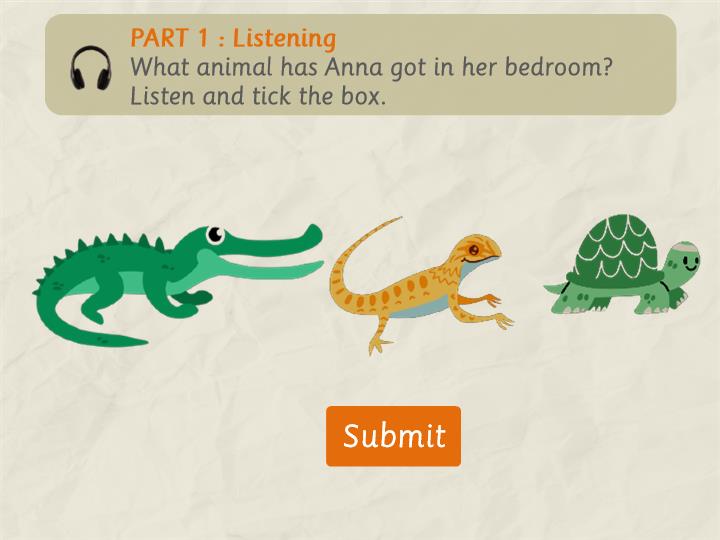 PART 1 : Listening
What animal has Anna got in her bedroom?
Listen and tick the box.
Submit